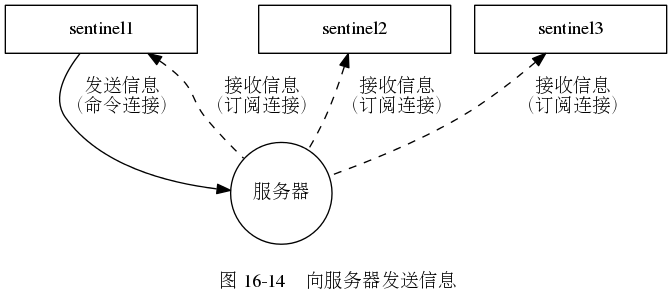 sentinel1
sentinel2
sentinel3
发送信息
(命令连接)
接收信息
(订阅连接)
接收信息
(订阅连接)
接收信息
(订阅连接)
服务器
图 16-14 向服务器发送信息